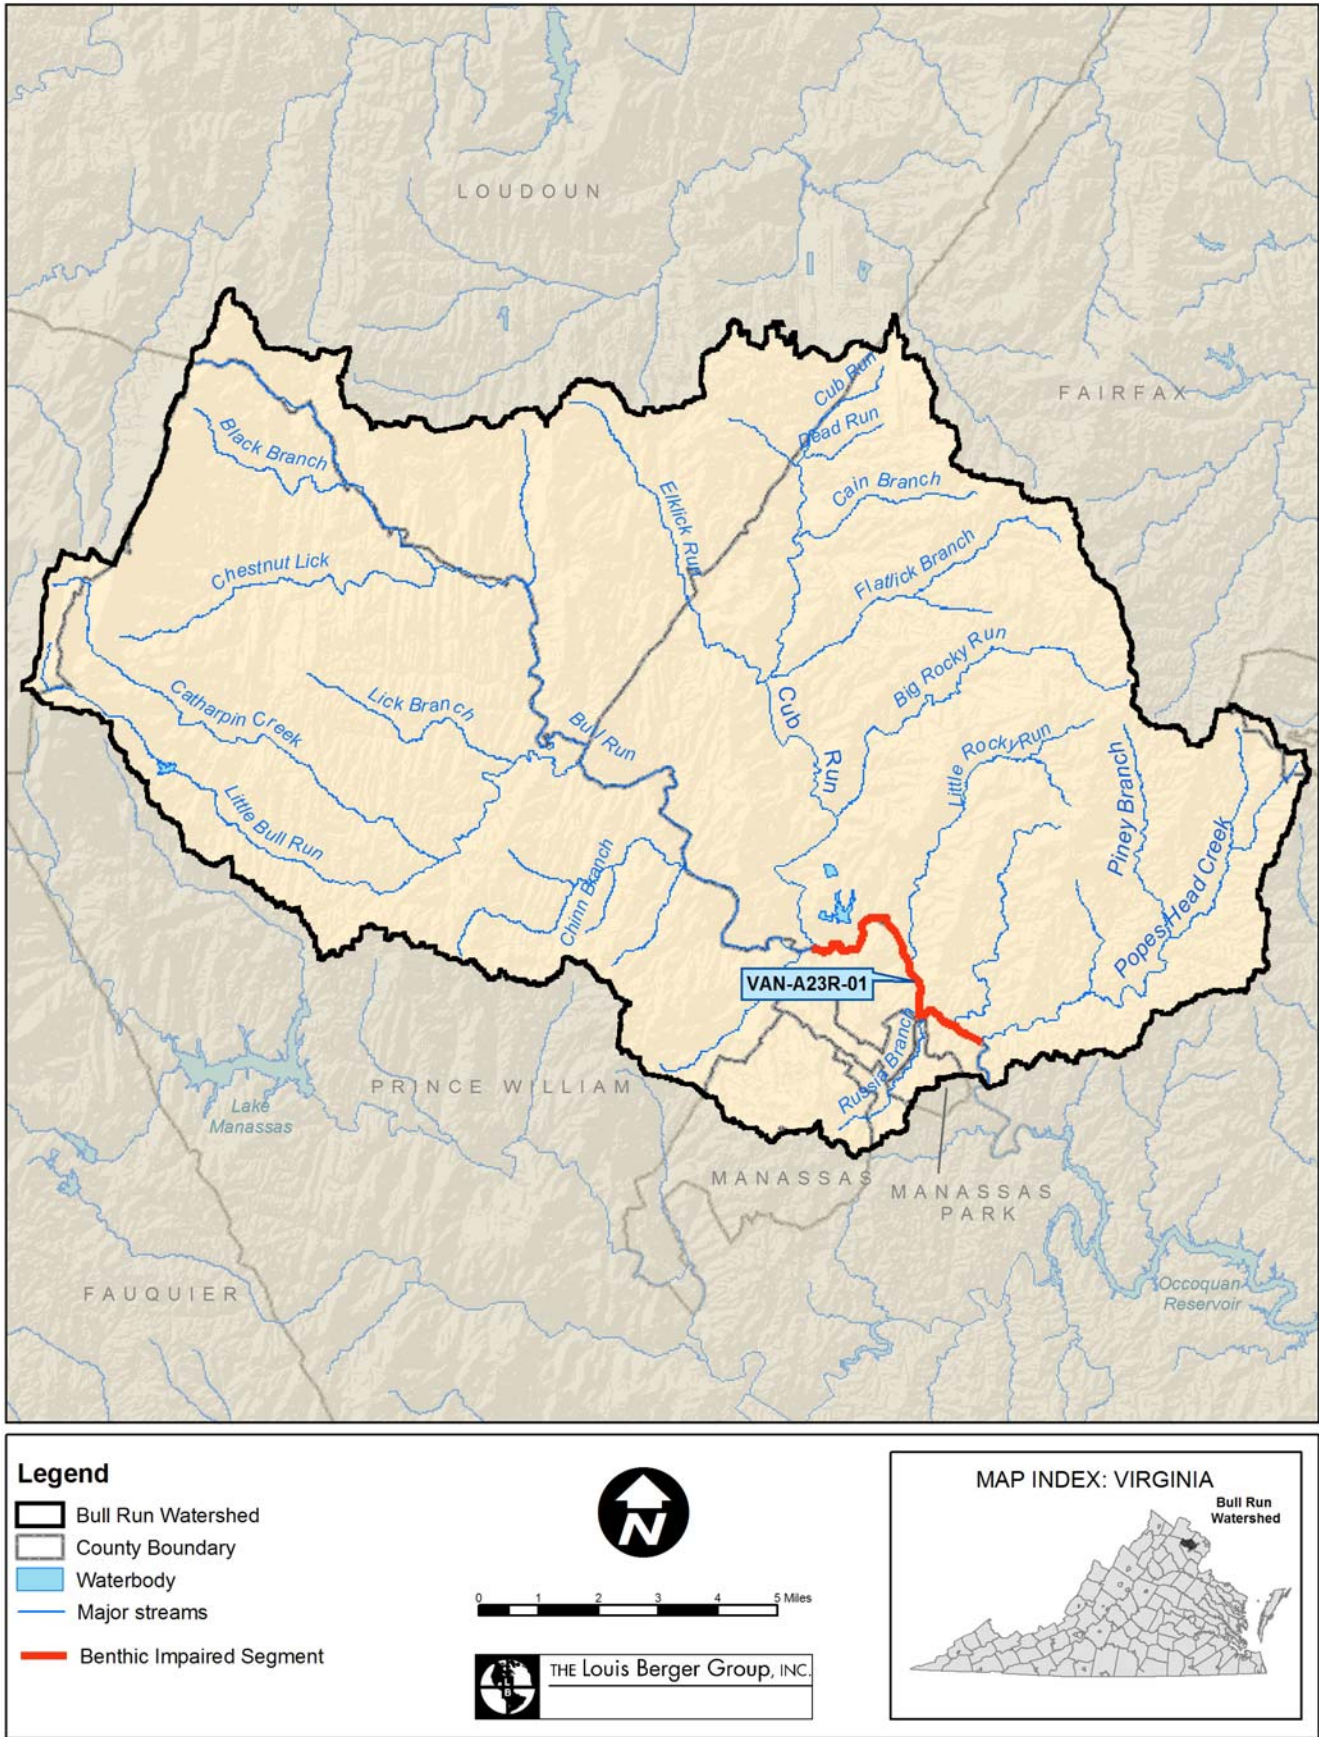 LOUDOUN
FAIRFAX
Cub Run
Dead Run
Black Branch
Cain Branch
Elklick Run
Flatlick Branch
Chestnut Lick
Big Rocky Run
Catharpin Creek
Lick Branch
Bull Run
Cub
Run
Little Rocky Run
Piney Branch
Little Bull Run
Chinn Branch
Popes Head Creek
VAN-A23R-01
Russia Branch
PRINCE WILLIAM
Lake
Manassas
MANASSAS
MANASSAS
PARK
FAUQUIER
Occoquan
Reservoir
Legend
Bull Run Watershed
County Boundary
Waterbody
Major streams
Benthic Impaired Segment
N
0 1 2 3 4 5 Miles
L
B
THE Louis Berger Group, INC.
MAP INDEX: VIRGINIA
Bull Run
Watershed